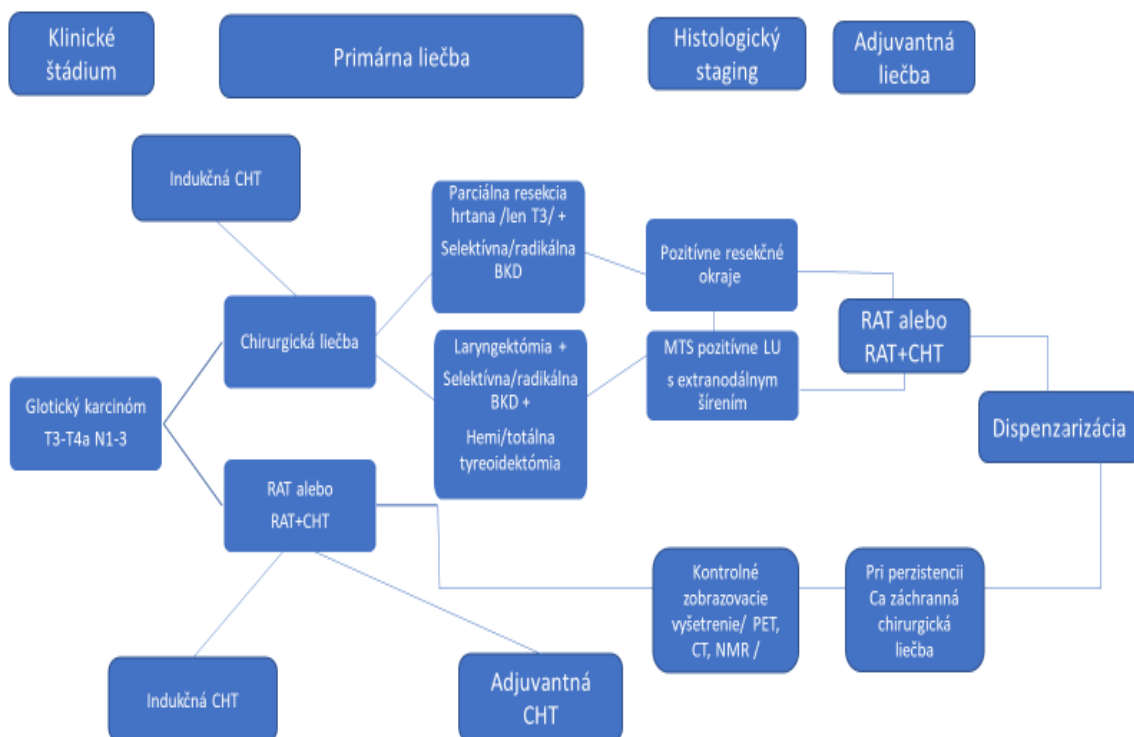 Klinické
štádium
Primárna liečba
Histologický
staging
Adjuvantná
liečba
Indukčná CHT
Parciálna resekcia
hrtana /len T3/ +
Selektívna/radikálna
BKD
Pozitívne resekčné
okraje
Chirurgická liečba
RAT alebo
RAT+CHT
Laryngektómia +
Selektívna/radikálna
BKD +
Hemi/totálna
tyreoidektómia
MTS pozitívne LU
s extranodálnym
šírením
Glotický karcinóm
T3-T4a N1-3
Dispenzarizácia
RAT alebo
RAT+CHT
Kontrolné
zobrazovacie
vyšetrenie/ PET,
CT, NMR /
Pri perzistencii
Ca záchranná
chirurgická
liečba
Indukčná CHT
Adjuvantná
CHT